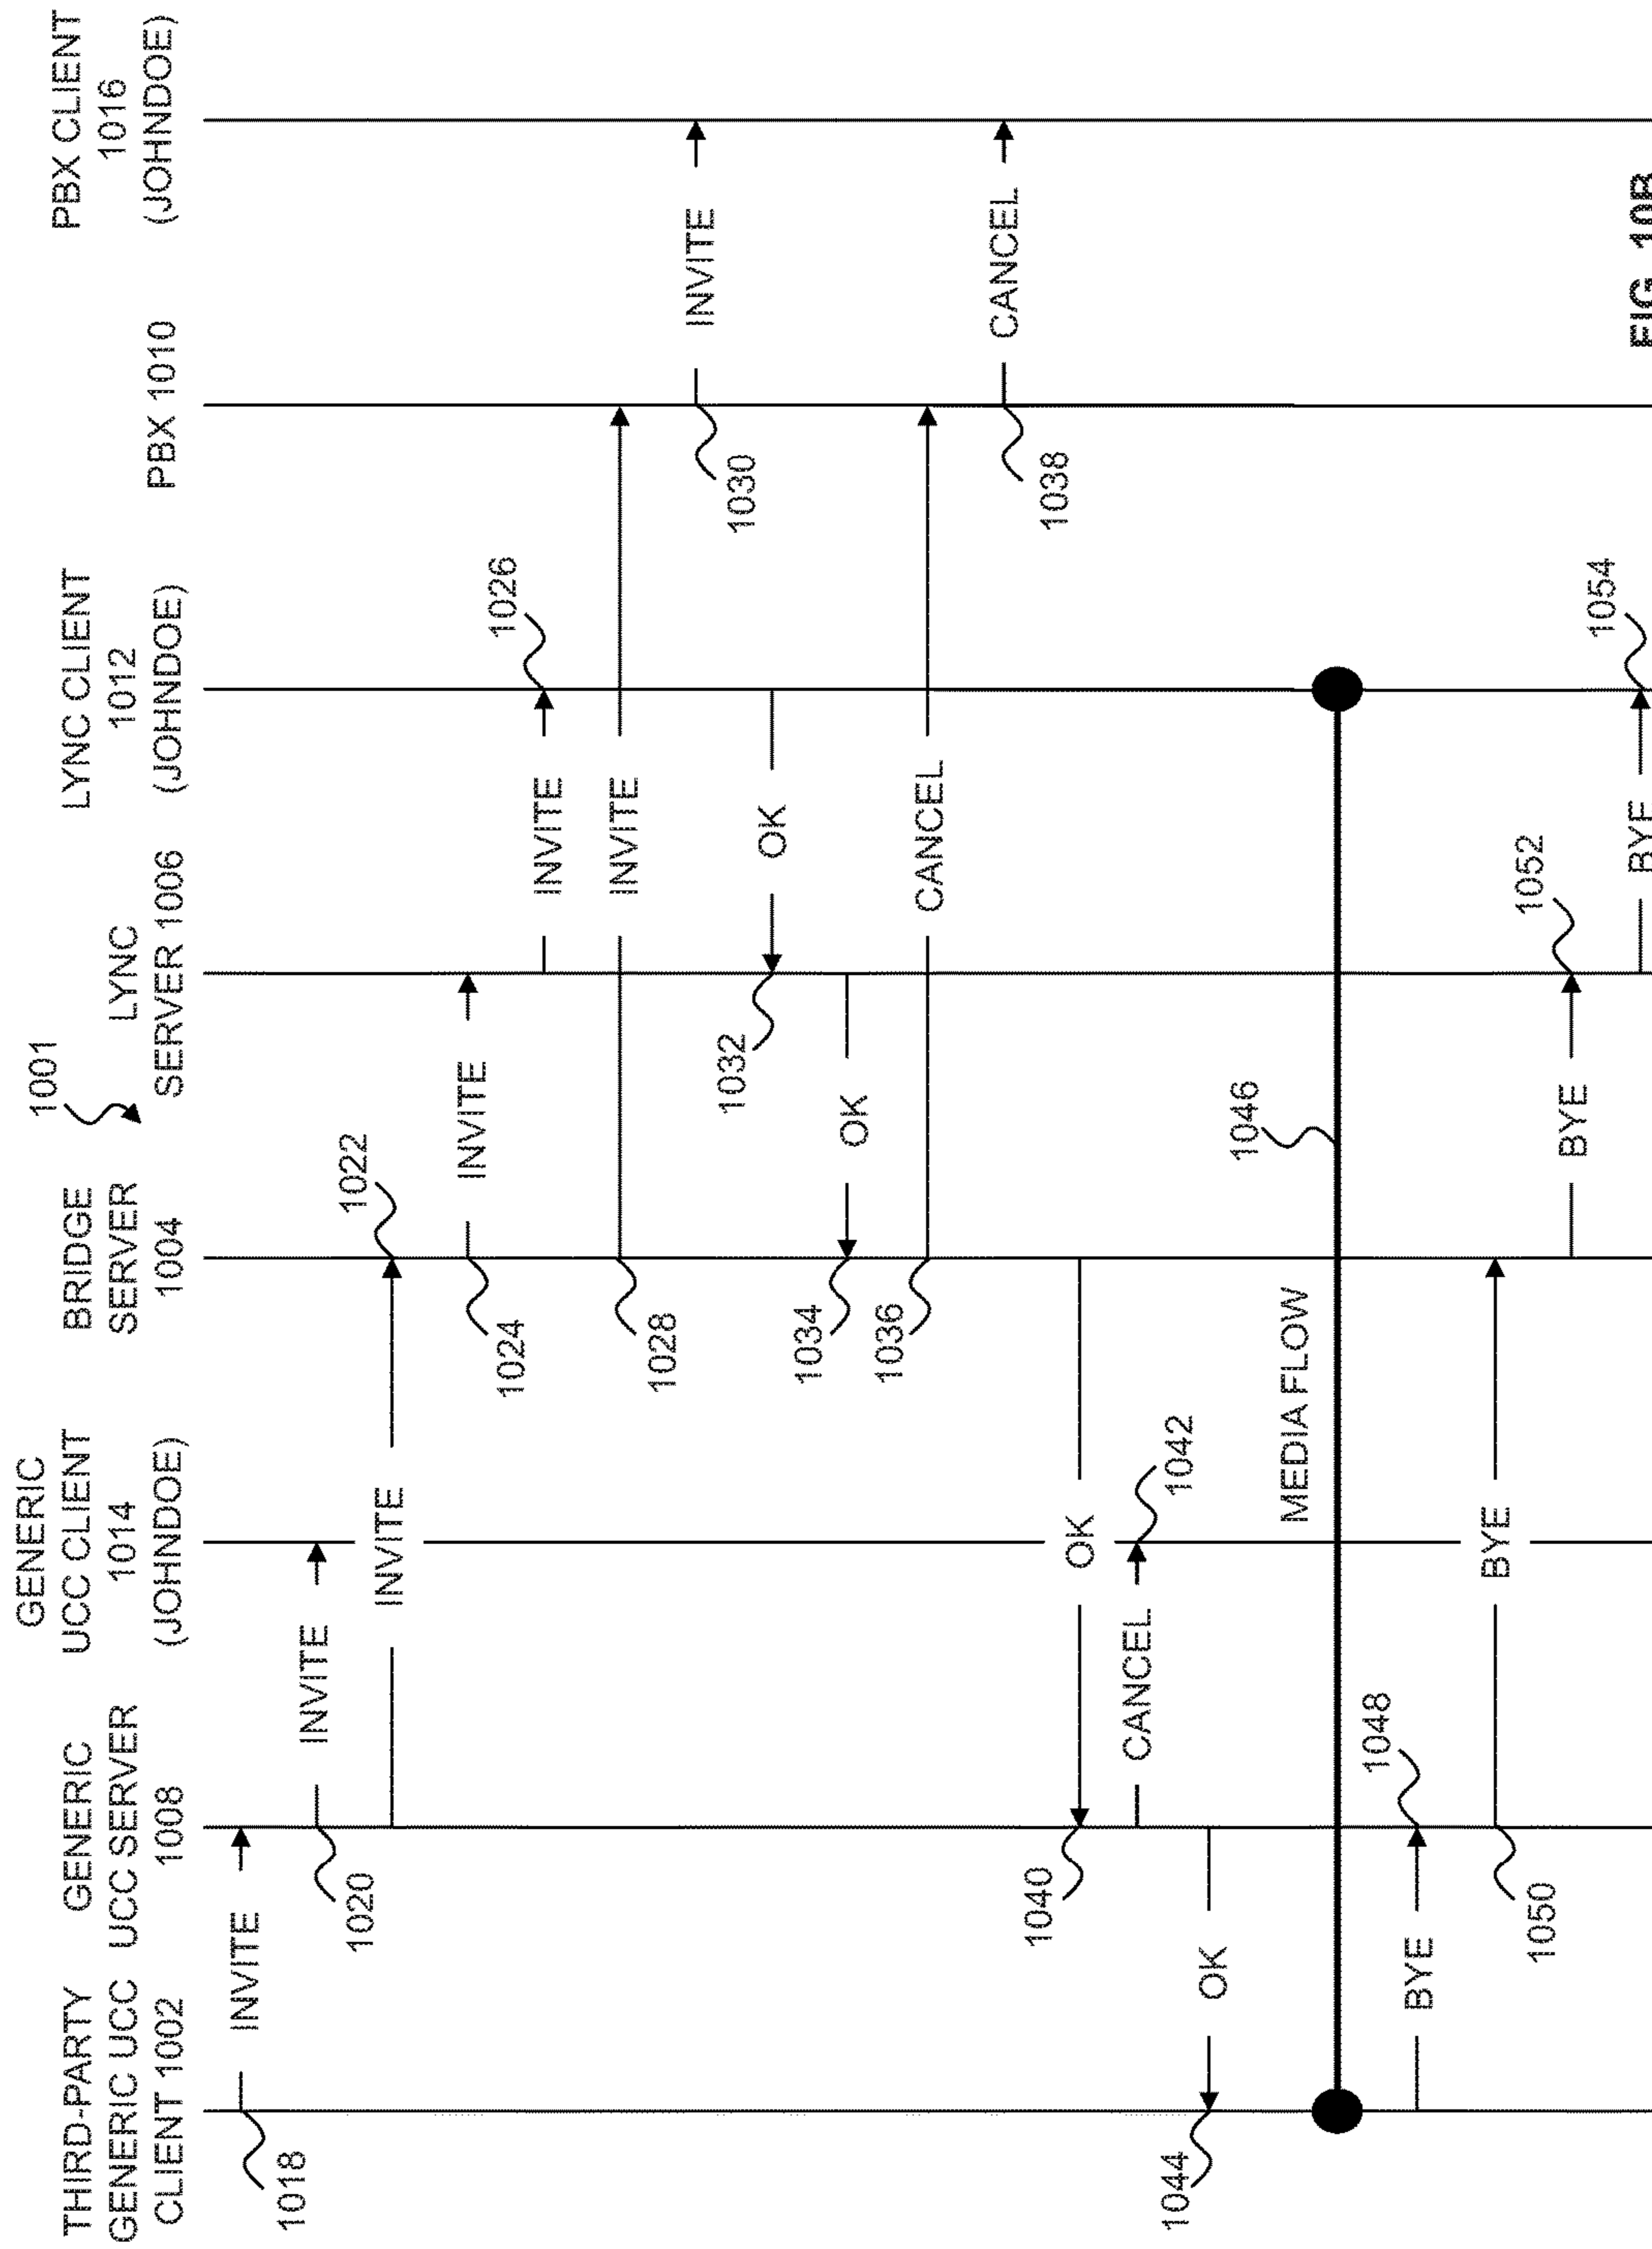 1001
THIRD-PARTY
GENERIC UCC
CLIENT 1002
GENERIC
UCC SERVER
1008
GENERIC
UCC CLIENT
1014
(JOHNDOE)
BRIDGE
SERVER
1004
LYNC
SERVER 1006
LYNC CLIENT
1012
(JOHNDOE)
PBX 1010
PBX CLIENT
1016
(JOHNDOE)
INVITE
1018
INVITE
1020
INVITE
1022
INVITE
1024
INVITE
1026
INVITE
1028
INVITE
1030
OK
1032
OK
1034
CANCEL
1036
CANCEL
1038
OK
1040
CANCEL
1042
OK
1044
MEDIA FLOW
1046
BYE
1048
BYE
1050
BYE
1052
BYE
1054
FIG. 10B